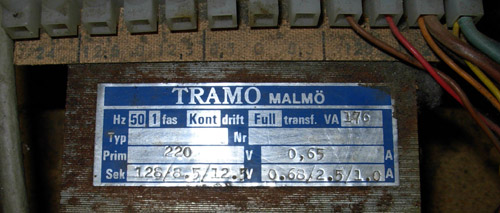 TRAMO MALMÖ
Hz 50 1 fas Kont drift Full transf. VA 176
Typ Nr
Prim 220 V 0,65 A
Sek 128/8.5/12.5 V 0.68/2.5/1.0 A